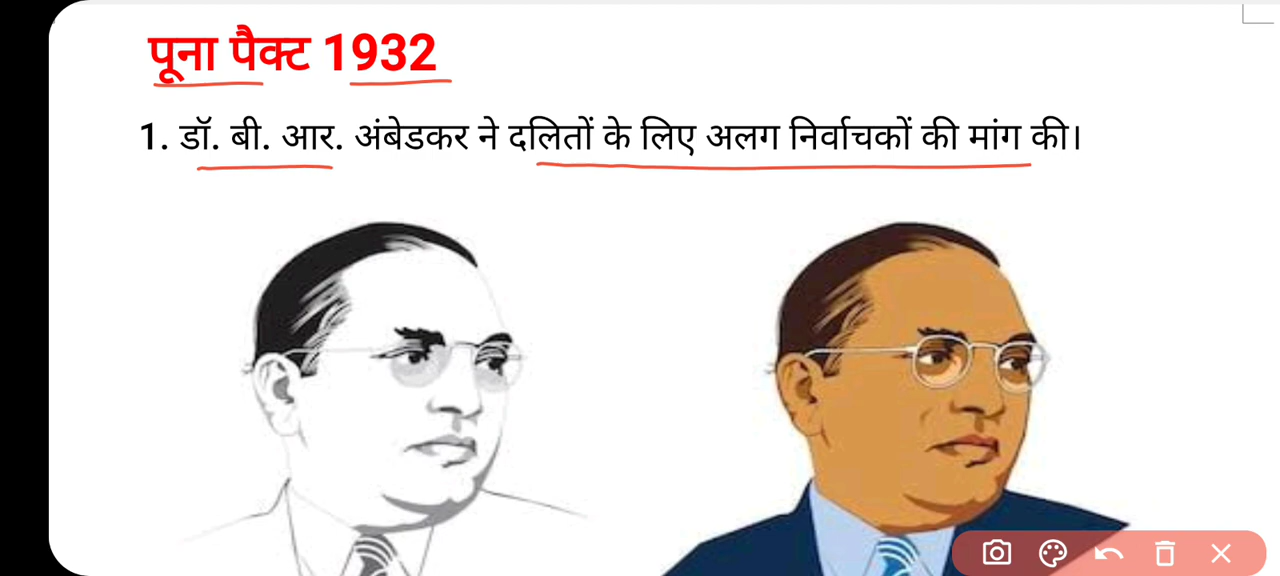 पूना पैक्ट 1932
1. डॉ. बी. आर. अंबेडकर ने दलितों के लिए अलग निर्वाचकों की मांग की।